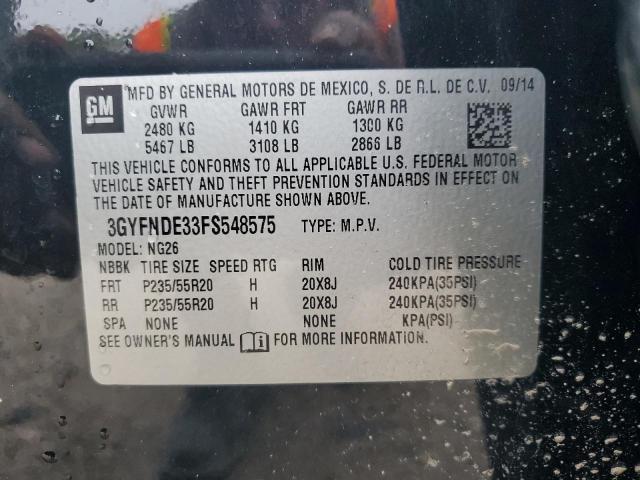 GM
MFD BY GENERAL MOTORS DE MEXICO, S. DE R.L. DE C.V. 09/14
GVWR GAWR FRT GAWR RR
2480 KG 1410 KG 1300 KG
5467 LB 3108 LB 2866 LB
THIS VEHICLE CONFORMS TO ALL APPLICABLE U.S. FEDERAL MOTOR
VEHICLE SAFETY AND THEFT PREVENTION STANDARDS IN EFFECT ON
THE DATE OF MANUFACTURE SHOWN ABOVE.
3GYFNDE33FS548575 TYPE: M.P.V.
MODEL: NG26
NBBK TIRE SIZE SPEED RTG RIM COLD TIRE PRESSURE
FRT P235/55R20 H 20X8J 240KPA(35PSI)
RR P235/55R20 H 20X8J 240KPA(35PSI)
SPA NONE NONE KPA(PSI)
SEE OWNER'S MANUAL i FOR MORE INFORMATION.